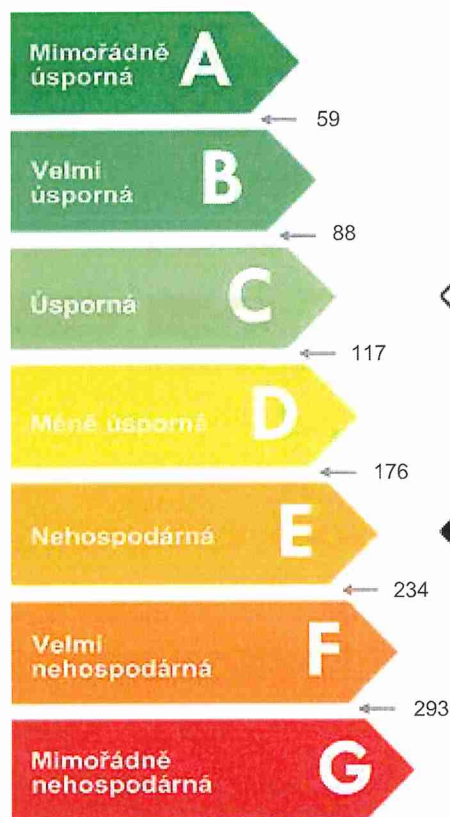 Mimořádně
úsporná
A
59
Velmi
úsporná
B
88
Úsporná
C
117
Méně úsporná
D
176
Nehospodárná
E
234
Velmi
nehospodárná
F
293
Mimořádně
nehospodárná
G